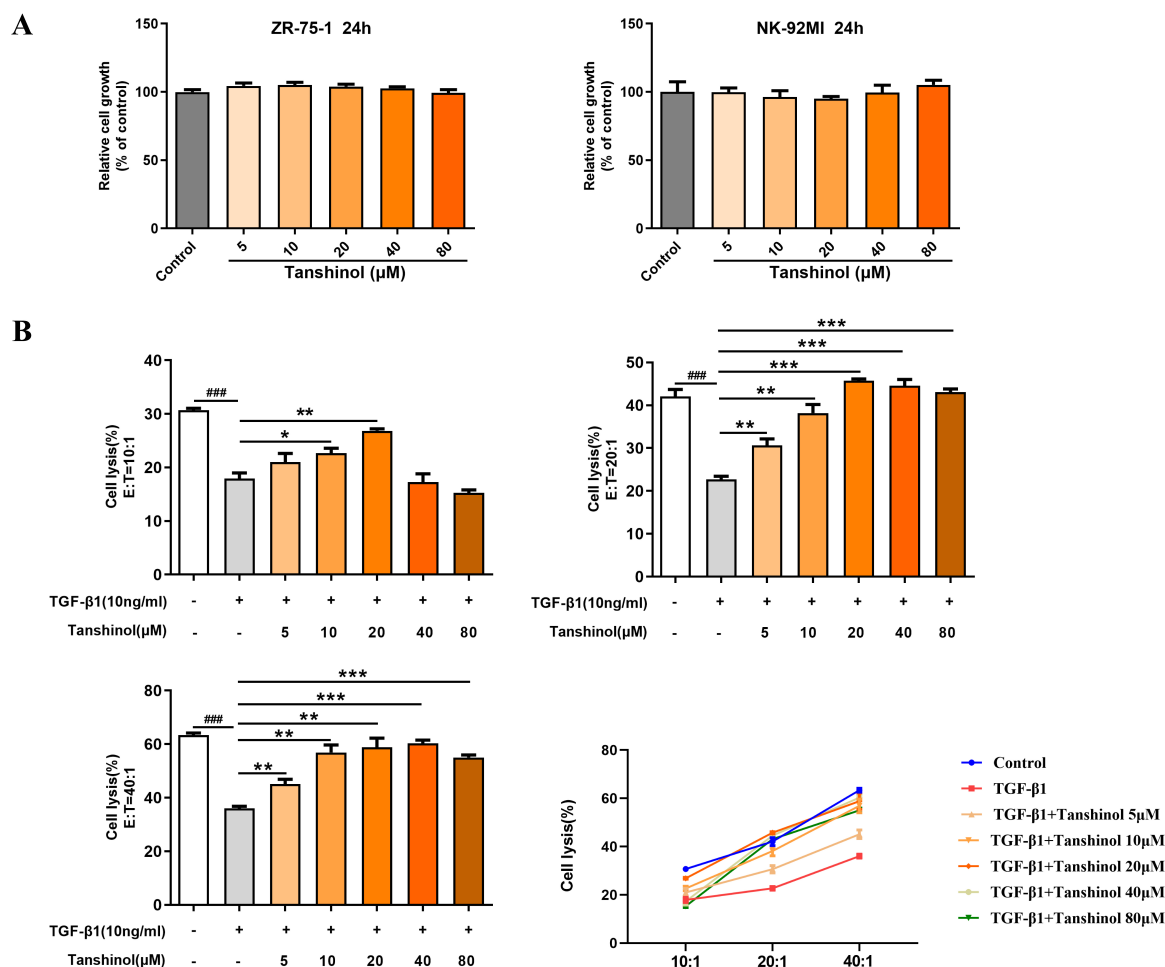 A
ZR-75-1 24h
Relative cell growth
(% of control)
150
100
50
0
Control
5
10
20
40
80
Tanshinol (μM)
NK-92MI 24h
Relative cell growth
(% of control)
150
100
50
0
Control
5
10
20
40
80
Tanshinol (μM)
B
Cell lysis(%)
E:T=10:1
40
30
20
10
0
###
*
**
TGF-β1(10ng/ml) - + + + + + +
Tanshinol(μM) - - 5 10 20 40 80
Cell lysis(%)
E:T=20:1
50
40
30
20
10
0
###
**
**
***
***
***
TGF-β1(10ng/ml) - + + + + + +
Tanshinol(μM) - - 5 10 20 40 80
Cell lysis(%)
E:T=40:1
80
60
40
20
0
###
**
**
**
***
***
TGF-β1(10ng/ml) - + + + + + +
Tanshinol(μM) - - 5 10 20 40 80
Cell lysis(%)
80
60
40
20
0
10:1
20:1
40:1
Control
TGF-β1
TGF-β1+Tanshinol 5μM
TGF-β1+Tanshinol 10μM
TGF-β1+Tanshinol 20μM
TGF-β1+Tanshinol 40μM
TGF-β1+Tanshinol 80μM